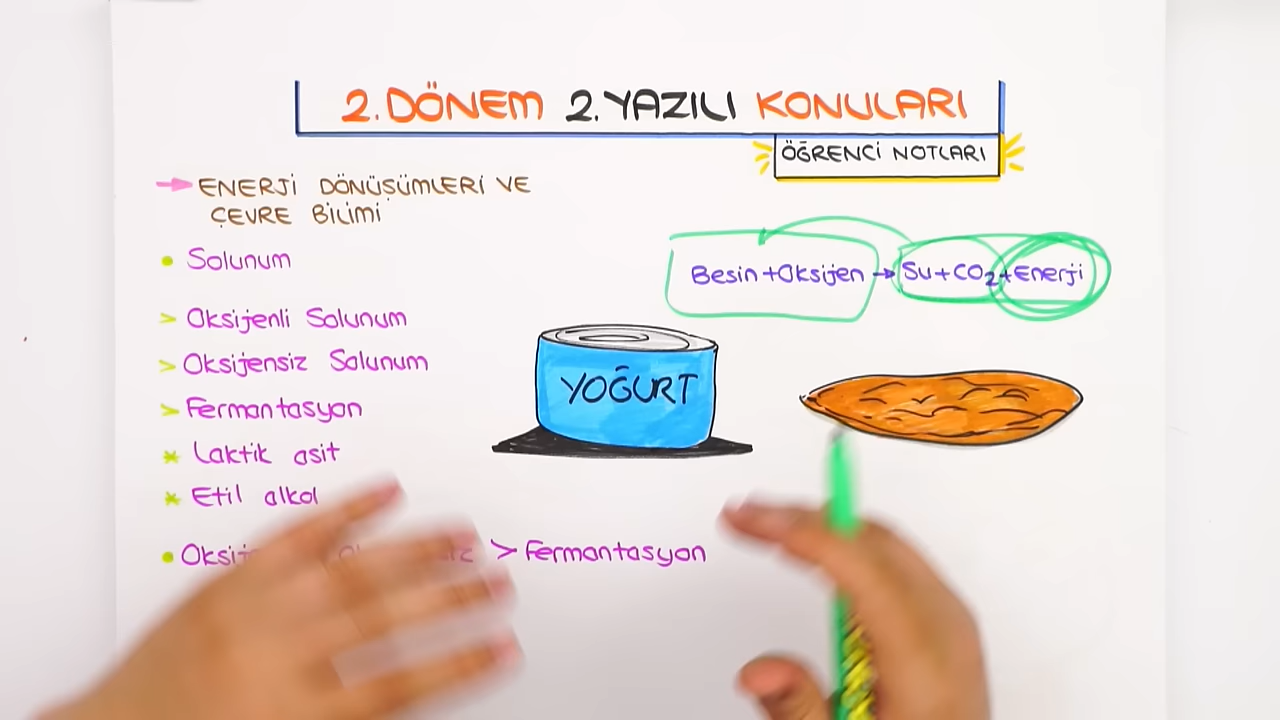 2.DÖNEM 2.YAZILI KONULARI
ÖĞRENCİ NOTLARI
ENERJİ DÖNÜŞÜMLERİ VE
ÇEVRE BİLİMİ
Solunum
Besin+Oksijen→Su+CO₂+Enerji
> Oksijenli Solunum
> Oksijensiz Solunum
YOĞURT
> Fermantasyon
* Laktik asit
* Etil alkol
> Fermantasyon